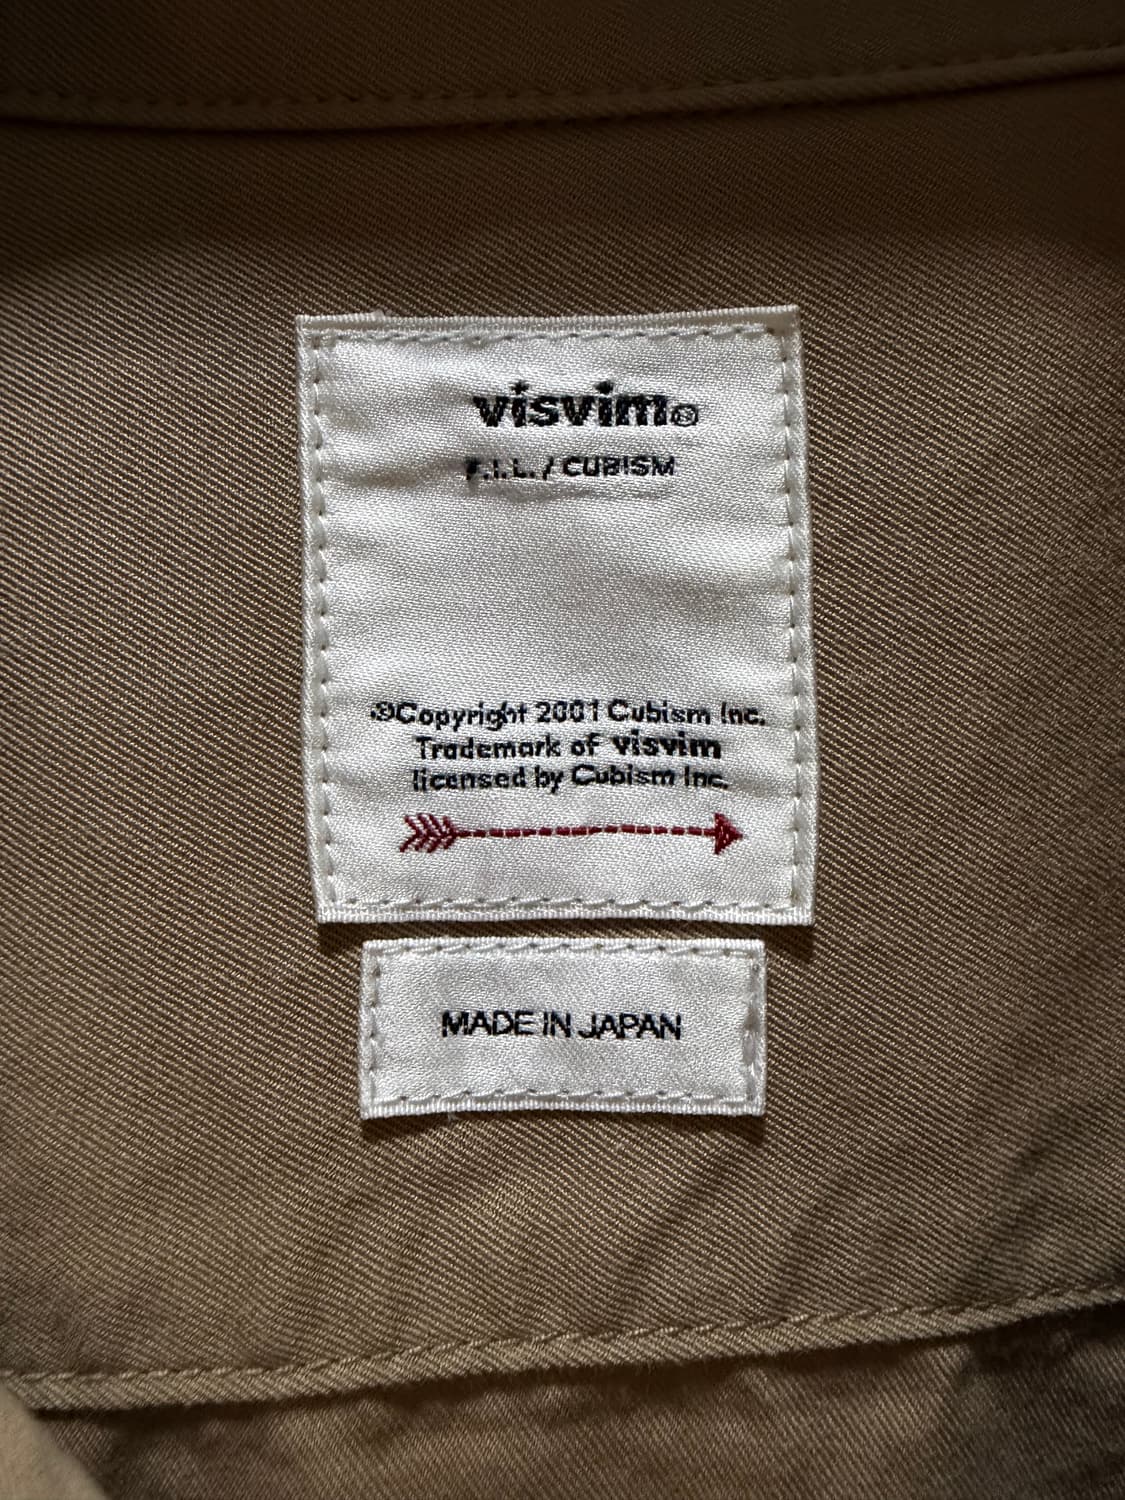 visvim®
F.I.L. / CUBISM
©Copyright 2001 Cubism Inc.
Trademark of visvim
licensed by Cubism Inc.
MADE IN JAPAN